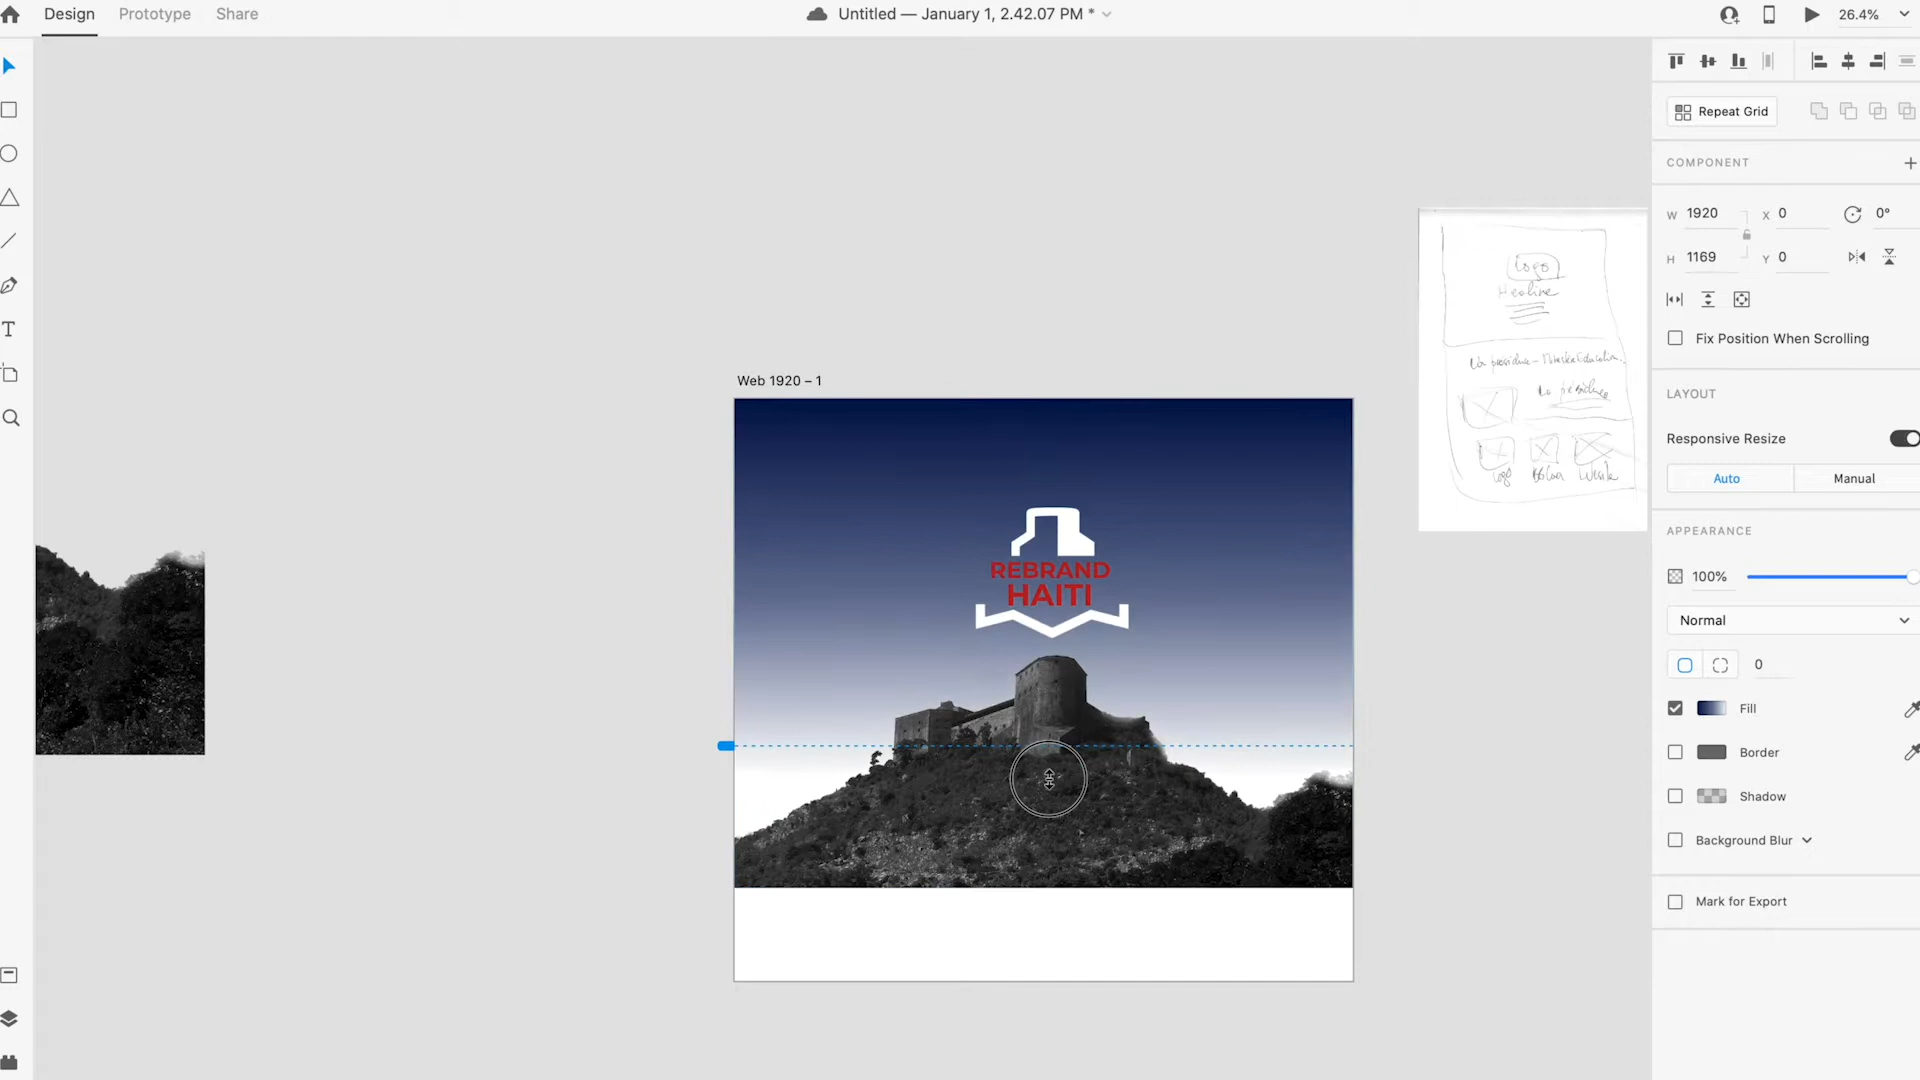 Design
Prototype
Share
Untitled — January 1, 2.42.07 PM *
26.4%
Repeat Grid
COMPONENT
W 1920
X 0
0°
H 1169
Y 0
Fix Position When Scrolling
LAYOUT
Responsive Resize
Auto
Manual
APPEARANCE
100%
Normal
0
Fill
Border
Shadow
Background Blur
Mark for Export
T
Web 1920 – 1
REBRAND
HAITI
Logo
Headline
Logo